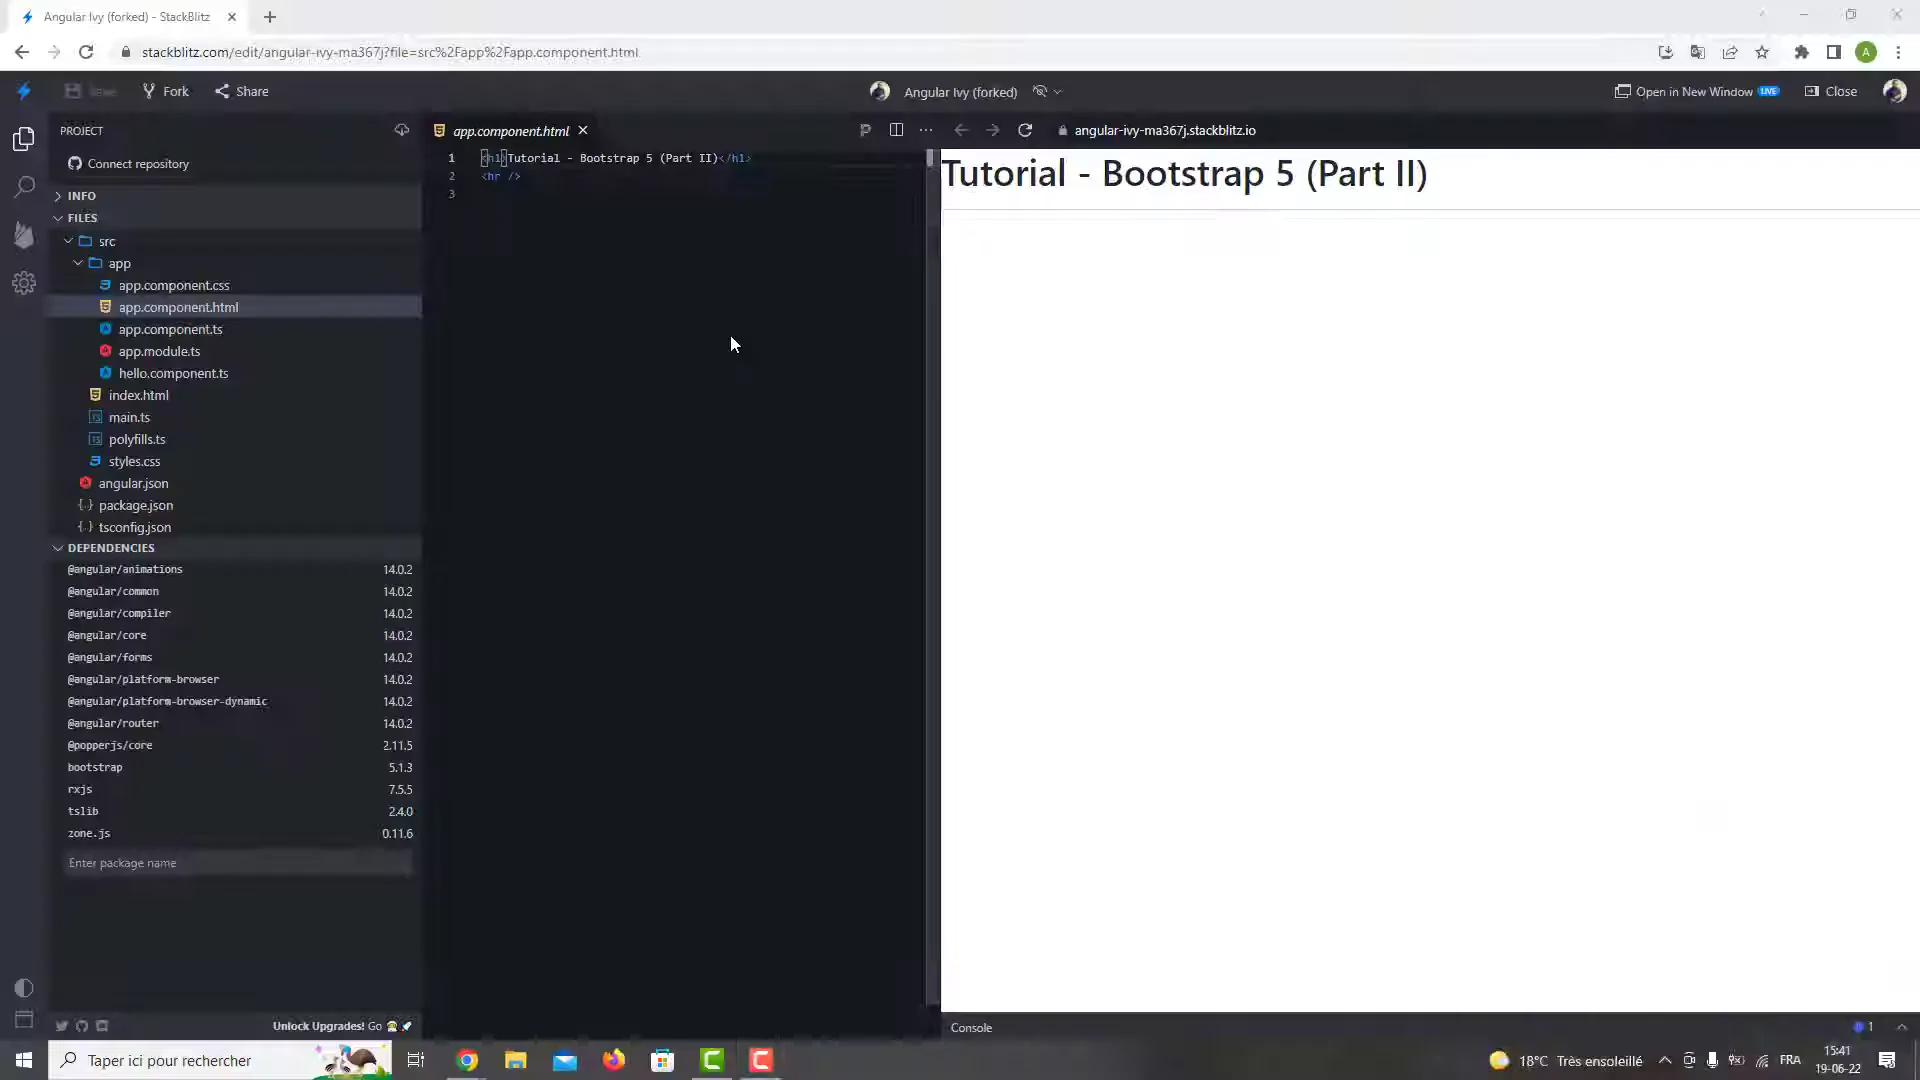 Angular Ivy (forked) - StackBlitz
stackblitz.com/edit/angular-ivy-ma367j?file=src%2Fapp%2Fapp.component.html
A
Save
Fork
Share
Angular Ivy (forked)
Open in New Window LIVE
Close
PROJECT
app.component.html
angular-ivy-ma367j.stackblitz.io
Connect repository
INFO
FILES
src
app
app.component.css
app.component.html
app.component.ts
app.module.ts
hello.component.ts
index.html
main.ts
polyfills.ts
styles.css
angular.json
package.json
tsconfig.json
DEPENDENCIES
@angular/animations 14.0.2
@angular/common 14.0.2
@angular/compiler 14.0.2
@angular/core 14.0.2
@angular/forms 14.0.2
@angular/platform-browser 14.0.2
@angular/platform-browser-dynamic 14.0.2
@angular/router 14.0.2
@popperjs/core 2.11.5
bootstrap 5.1.3
rxjs 7.5.5
tslib 2.4.0
zone.js 0.11.6
Enter package name
Unlock Upgrades! Go
1 <h1>Tutorial - Bootstrap 5 (Part II)</h1>
2 <hr />
3
Tutorial - Bootstrap 5 (Part II)
Console
1
Taper ici pour rechercher
18°C Très ensoleillé
FRA
15:41
19-06-22